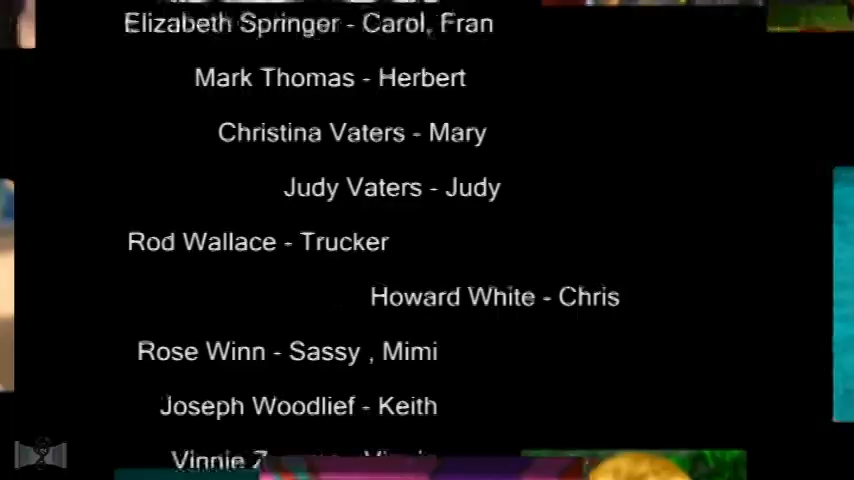 Elizabeth Springer - Carol, Fran
Mark Thomas - Herbert
Christina Vaters - Mary
Judy Vaters - Judy
Rod Wallace - Trucker
Howard White - Chris
Rose Winn - Sassy , Mimi
Joseph Woodlief - Keith
Vinnie